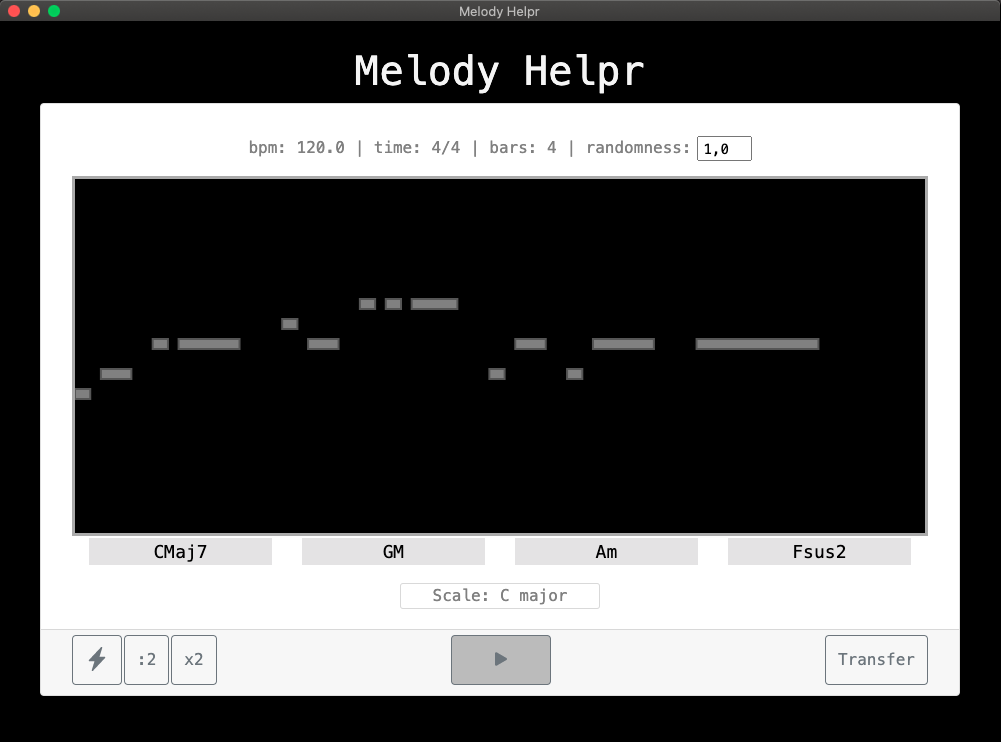 Melody Helpr
Melody Helpr
bpm: 120.0 | time: 4/4 | bars: 4 | randomness: 1,0
CMaj7 GM Am Fsus2
Scale: C major
:2 x2 Transfer